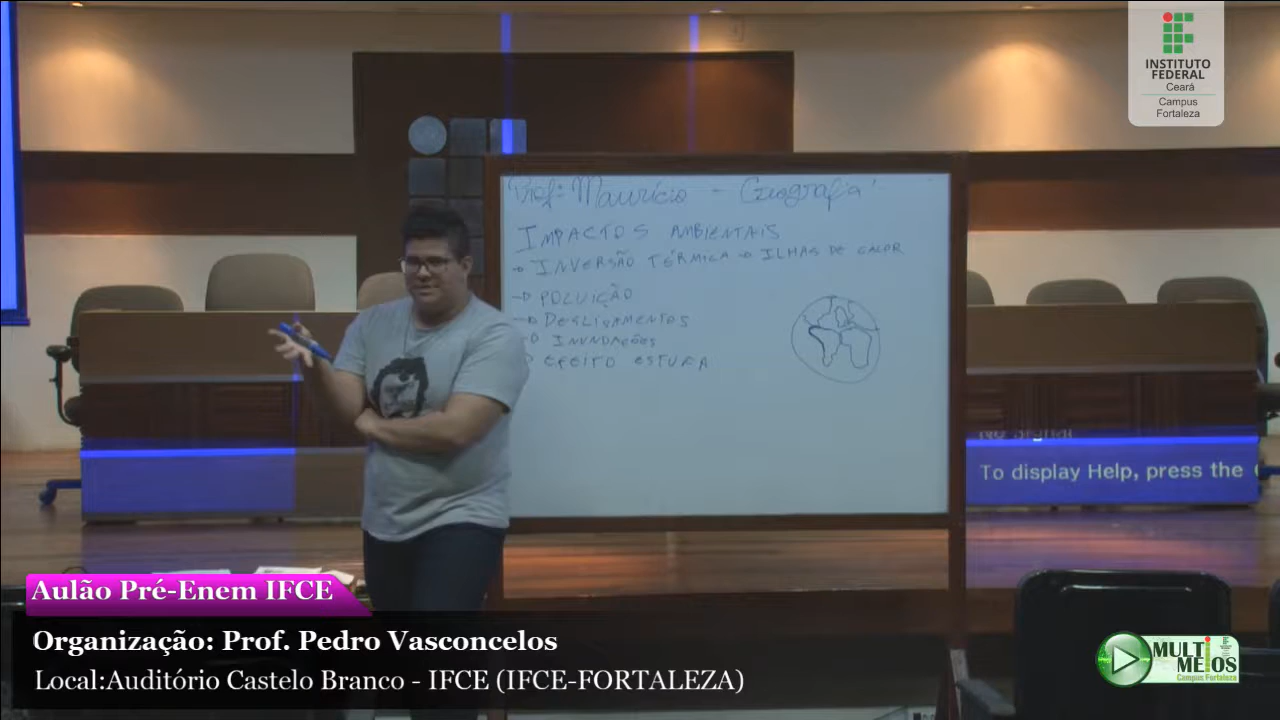 INSTITUTO
FEDERAL
Ceará
Campus
Fortaleza
Prof: Maurício - Geografia
IMPACTOS AMBIENTAIS
→ INVERSÃO TÉRMICA → ILHAS DE CALOR
→ POLUIÇÃO
→ DESLIZAMENTOS
→ INUNDAÇÕES
→ EFEITO ESTUFA
No Signal
To display Help, press the
Aulão Pré-Enem IFCE
Organização: Prof. Pedro Vasconcelos
Local:Auditório Castelo Branco - IFCE (IFCE-FORTALEZA)
MULTIMEIOS
Campus Fortaleza